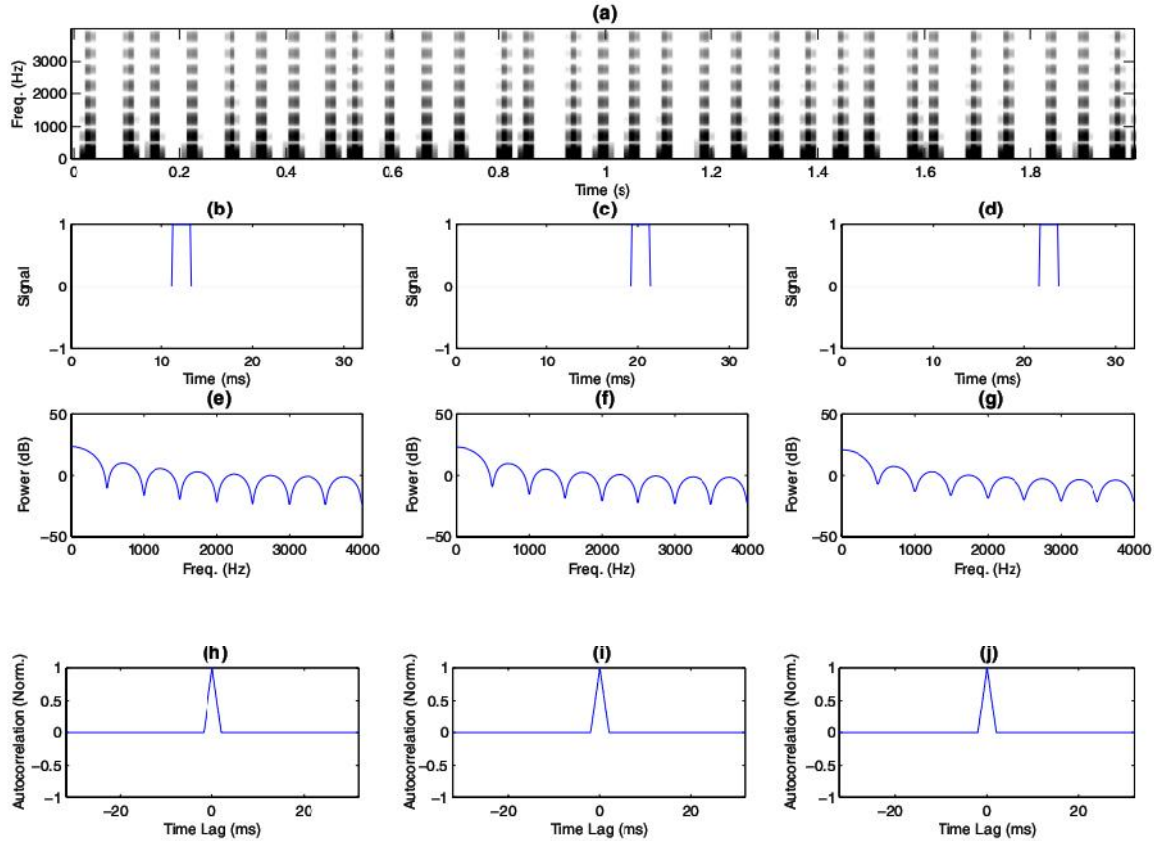 (a)
3000
2000
1000
0
Freq. (Hz)
0 0.2 0.4 0.6 0.8 1 1.2 1.4 1.6 1.8
Time (s)
(b) (c) (d)
1 1 1
0 0 0
−1 −1 −1
Signal Signal Signal
0 10 20 30 0 10 20 30 0 10 20 30
Time (ms) Time (ms) Time (ms)
(e) (f) (g)
50 50 50
0 0 0
−50 −50 −50
Power (dB) Power (dB) Power (dB)
0 1000 2000 3000 4000 0 1000 2000 3000 4000 0 1000 2000 3000 4000
Freq. (Hz) Freq. (Hz) Freq. (Hz)
(h) (i) (j)
1 1 1
0.5 0.5 0.5
0 0 0
−0.5 −0.5 −0.5
−1 −1 −1
Autocorrelation (Norm.) Autocorrelation (Norm.) Autocorrelation (Norm.)
−20 0 20 −20 0 20 −20 0 20
Time Lag (ms) Time Lag (ms) Time Lag (ms)